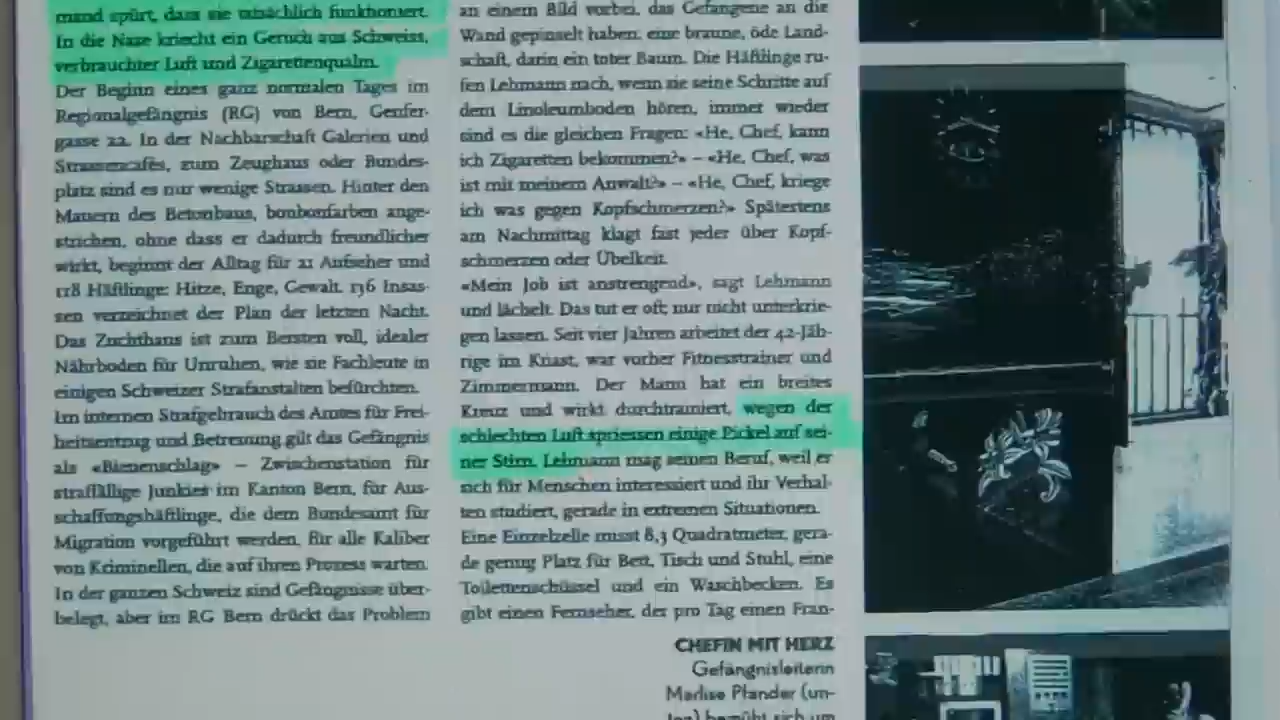 mand spürt, dass sie tatsächlich funktioniert.
In die Nase kriecht ein Geruch aus Schweiss,
verbrauchter Luft und Zigarettenqualm.
Der Beginn eines ganz normalen Tages im
Regionalgefängnis (RG) von Bern, Genfer-
gasse 22. In der Nachbarschaft Galerien und
Strassencafés, zum Zeughaus oder Bundes-
platz sind es nur wenige Strassen. Hinter den
Mauern des Betonbaus, bonbonfarben ange-
strichen, ohne dass er dadurch freundlicher
wirkt, beginnt der Alltag für 21 Aufseher und
118 Häftlinge: Hitze, Enge, Gewalt. 136 Insas-
sen verzeichnet der Plan der letzten Nacht.
Das Zuchthaus ist zum Bersten voll, idealer
Nährboden für Unruhen, wie sie Fachleute in
einigen Schweizer Strafanstalten befürchten.
Im internen Strafgebrauch des Amtes für Frei-
heitsentzug und Betreuung gilt das Gefängnis
als «Bienenschlag» – Zwischenstation für
straffällige Junkies im Kanton Bern, für Aus-
schaffungshäftlinge, die dem Bundesamt für
Migration vorgeführt werden, für alle Kaliber
von Kriminellen, die auf ihren Prozess warten.
In der ganzen Schweiz sind Gefängnisse über-
belegt, aber im RG Bern drückt das Problem
an einem Bild vorbei, das Gefangene an die
Wand gepinselt haben, eine braune, öde Land-
schaft, darin ein toter Baum. Die Häftlinge ru-
fen Lehmann nach, wenn sie seine Schritte auf
dem Linoleumboden hören, immer wieder
sind es die gleichen Fragen: «He, Chef, kann
ich Zigaretten bekommen?» – «He, Chef, was
ist mit meinem Anwalt?» – «He, Chef, kriege
ich was gegen Kopfschmerzen?» Spätestens
am Nachmittag klagt fast jeder über Kopf-
schmerzen oder Übelkeit.
«Mein Job ist anstrengend», sagt Lehmann
und lächelt. Das tut er oft, nur nicht unterkrie-
gen lassen. Seit vier Jahren arbeitet der 42-Jäh-
rige im Knast, war vorher Fitnesstrainer und
Zimmermann. Der Mann hat ein breites
Kreuz und wirkt durchtrainiert, wegen der
schlechten Luft spriessen einige Pickel auf sei-
ner Stirn. Lehmann mag seinen Beruf, weil er
sich für Menschen interessiert und ihr Verhal-
ten studiert, gerade in extremen Situationen.
Eine Einzelzelle misst 8,3 Quadratmeter, gera-
de genug Platz für Bett, Tisch und Stuhl, eine
Toilettenschüssel und ein Waschbecken. Es
gibt einen Fernseher, der pro Tag einen Fran-
CHEFIN MIT HERZ
Gefängnisleiterin
Marlise Pfander (un-
ten) bemüht sich um